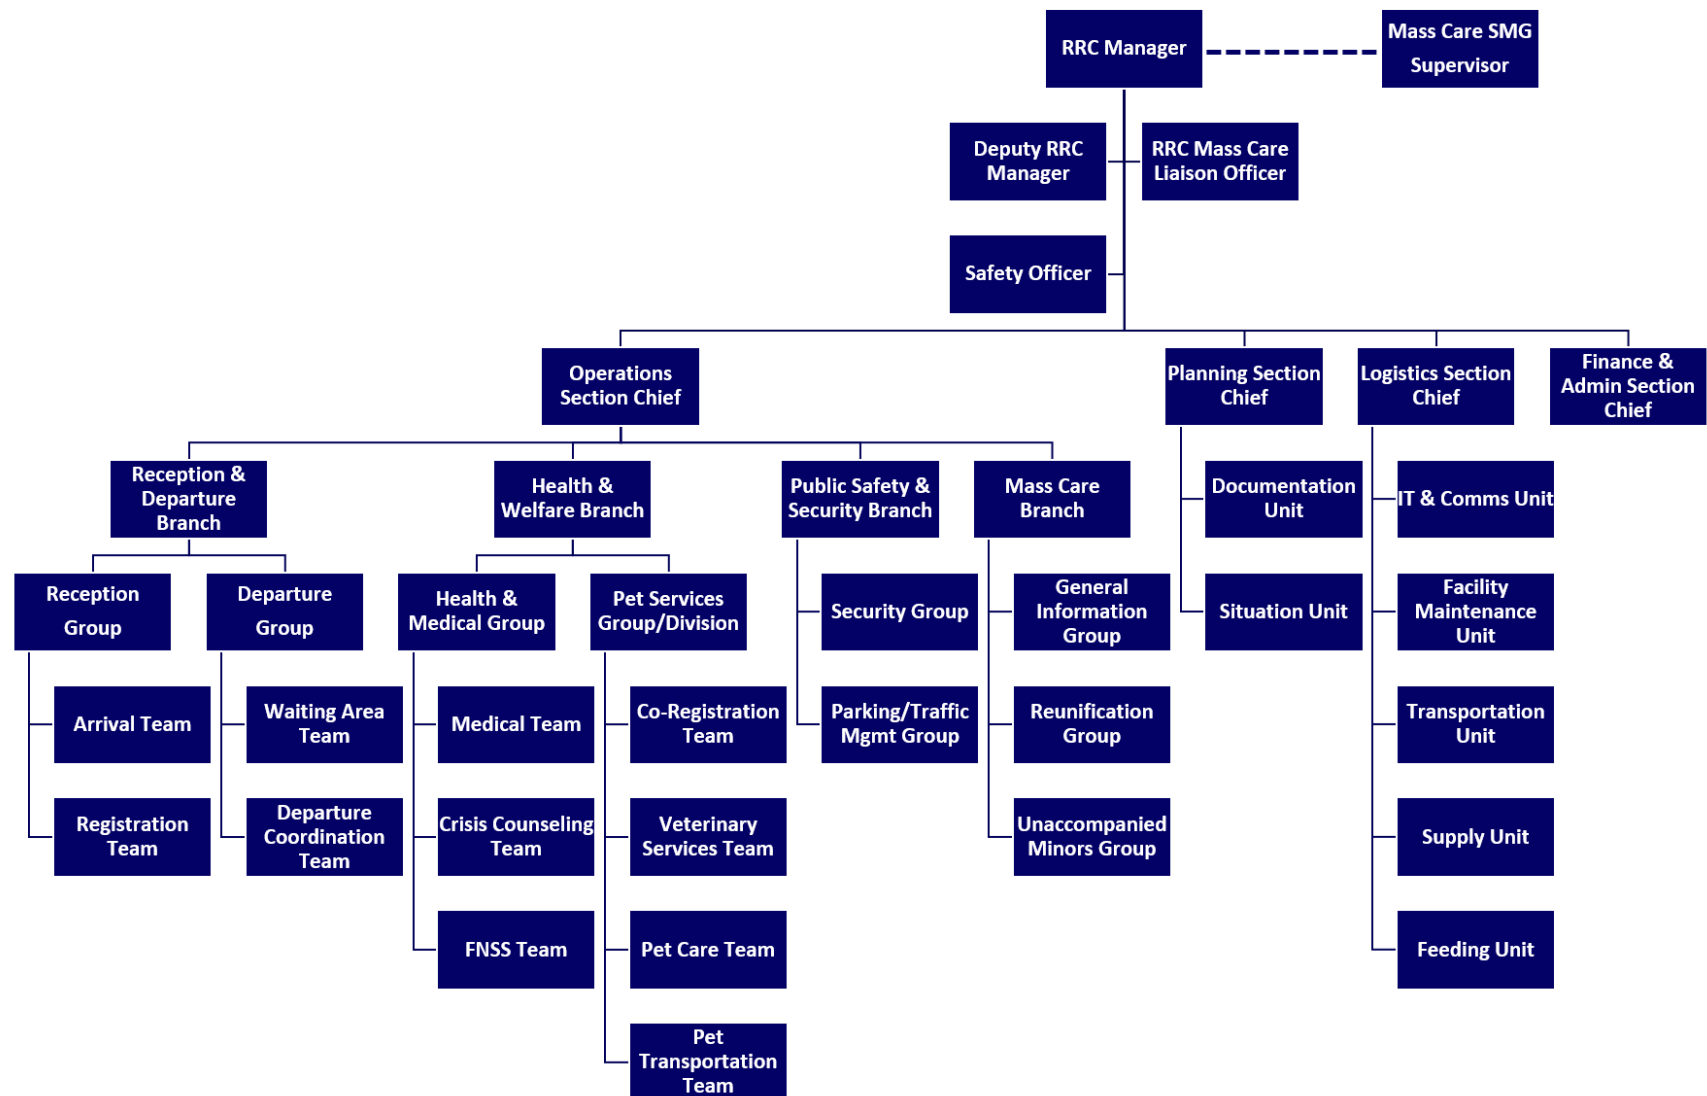 RRC Manager
Mass Care SMG
Supervisor
Deputy RRC
Manager
RRC Mass Care
Liaison Officer
Safety Officer
Operations
Section Chief
Planning Section
Chief
Logistics Section
Chief
Finance &
Admin Section
Chief
Reception &
Departure
Branch
Health &
Welfare Branch
Public Safety &
Security Branch
Mass Care
Branch
Documentation
Unit
IT & Comms Unit
Reception
Group
Departure
Group
Health &
Medical Group
Pet Services
Group/Division
Security Group
General
Information
Group
Situation Unit
Facility
Maintenance
Unit
Arrival Team
Waiting Area
Team
Medical Team
Co-Registration
Team
Parking/Traffic
Mgmt Group
Reunification
Group
Transportation
Unit
Registration
Team
Departure
Coordination
Team
Crisis Counseling
Team
Veterinary
Services Team
Unaccompanied
Minors Group
Supply Unit
FNSS Team
Pet Care Team
Feeding Unit
Pet
Transportation
Team